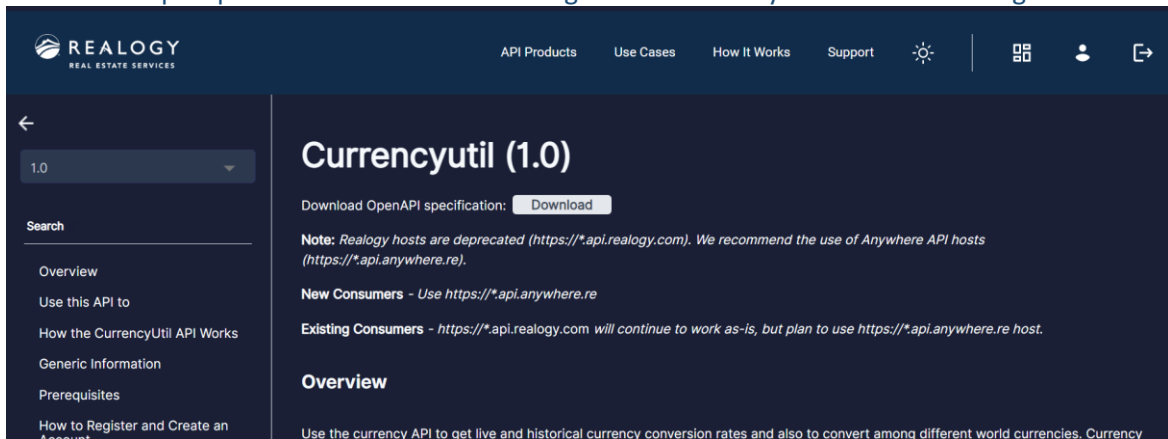 REALOGY
REAL ESTATE SERVICES
API Products Use Cases How It Works Support
1.0
Search
Overview
Use this API to
How the CurrencyUtil API Works
Generic Information
Prerequisites
How to Register and Create an
Account
Currencyutil (1.0)
Download OpenAPI specification: Download
Note: Realogy hosts are deprecated (https://*.api.realogy.com). We recommend the use of Anywhere API hosts
(https://*.api.anywhere.re).
New Consumers - Use https://*.api.anywhere.re
Existing Consumers - https://*.api.realogy.com will continue to work as-is, but plan to use https://*.api.anywhere.re host.
Overview
Use the currency API to get live and historical currency conversion rates and also to convert among different world currencies. Currency